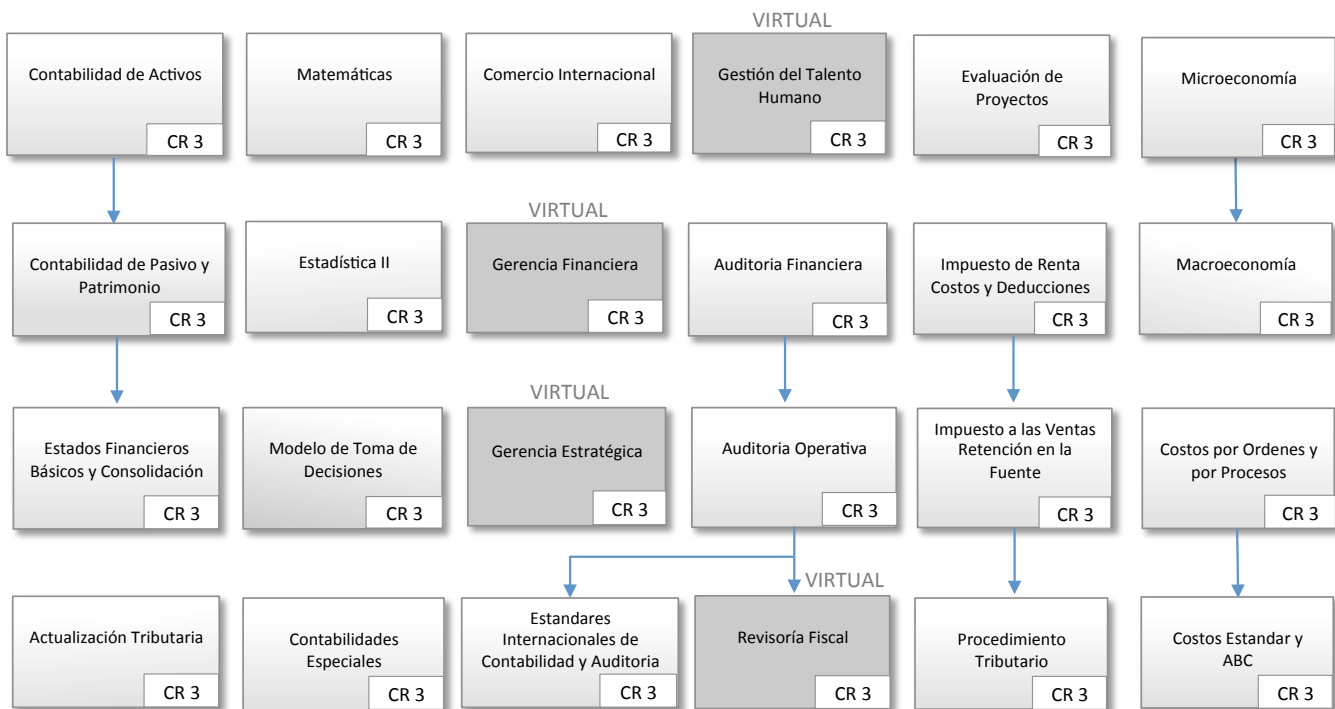 VIRTUAL
Contabilidad de Activos
CR 3
Matemáticas
CR 3
Comercio Internacional
CR 3
Gestión del Talento
Humano
CR 3
Evaluación de
Proyectos
CR 3
Microeconomía
CR 3
VIRTUAL
Contabilidad de Pasivo y
Patrimonio
CR 3
Estadística II
CR 3
Gerencia Financiera
CR 3
Auditoria Financiera
CR 3
Impuesto de Renta
Costos y Deducciones
CR 3
Macroeconomía
CR 3
VIRTUAL
Estados Financieros
Básicos y Consolidación
CR 3
Modelo de Toma de
Decisiones
CR 3
Gerencia Estratégica
CR 3
Auditoria Operativa
CR 3
Impuesto a las Ventas
Retención en la
Fuente
CR 3
Costos por Ordenes y
por Procesos
CR 3
VIRTUAL
Actualización Tributaria
CR 3
Contabilidades
Especiales
CR 3
Estandares
Internacionales de
Contabilidad y Auditoria
CR 3
Revisoría Fiscal
CR 3
Procedimiento
Tributario
CR 3
Costos Estandar y
ABC
CR 3